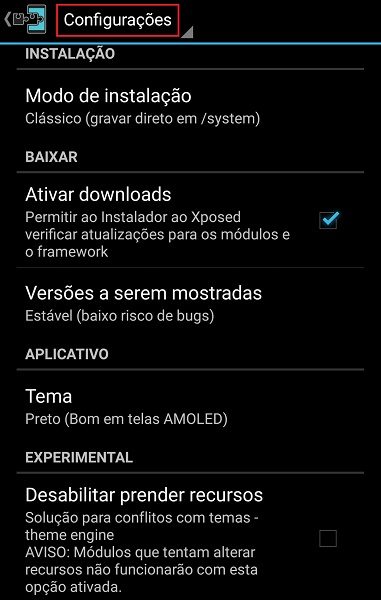 Configurações
INSTALAÇÃO
Modo de instalação
Clássico (gravar direto em /system)
BAIXAR
Ativar downloads
Permitir ao Instalador ao Xposed
verificar atualizações para os módulos e
o framework
Versões a serem mostradas
Estável (baixo risco de bugs)
APLICATIVO
Tema
Preto (Bom em telas AMOLED)
EXPERIMENTAL
Desabilitar prender recursos
Solução para conflitos com temas -
theme engine
AVISO: Módulos que tentam alterar
recursos não funcionarão com esta
opção ativada.